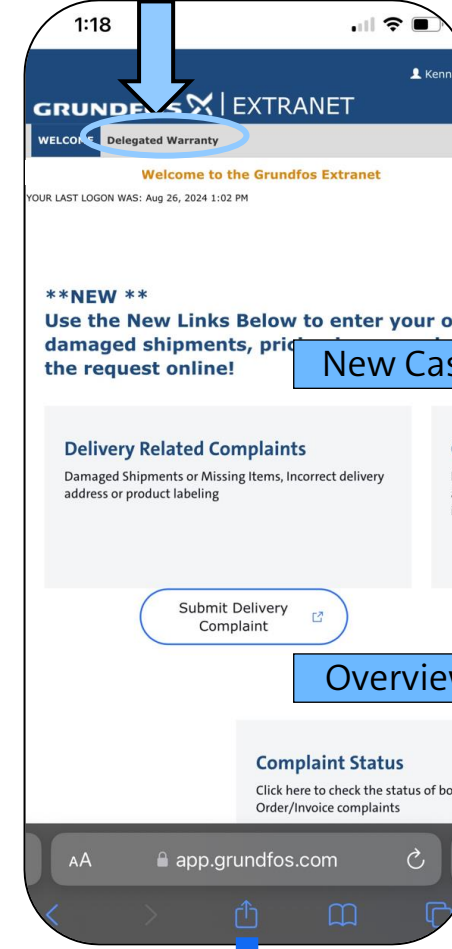 1:18
Kenn
EXTRANET
WELCOME Delegated Warranty
Welcome to the Grundfos Extranet
YOUR LAST LOGON WAS: Aug 26, 2024 1:02 PM
**NEW **
Use the New Links Below to enter your o
damaged shipments,
the request online!
New Cas
Delivery Related Complaints
Damaged Shipments or Missing Items, Incorrect delivery
address or product labeling
Submit Delivery
Complaint
Overview
Complaint Status
Click here to check the status of bo
Order/Invoice complaints
AA app.grundfos.com